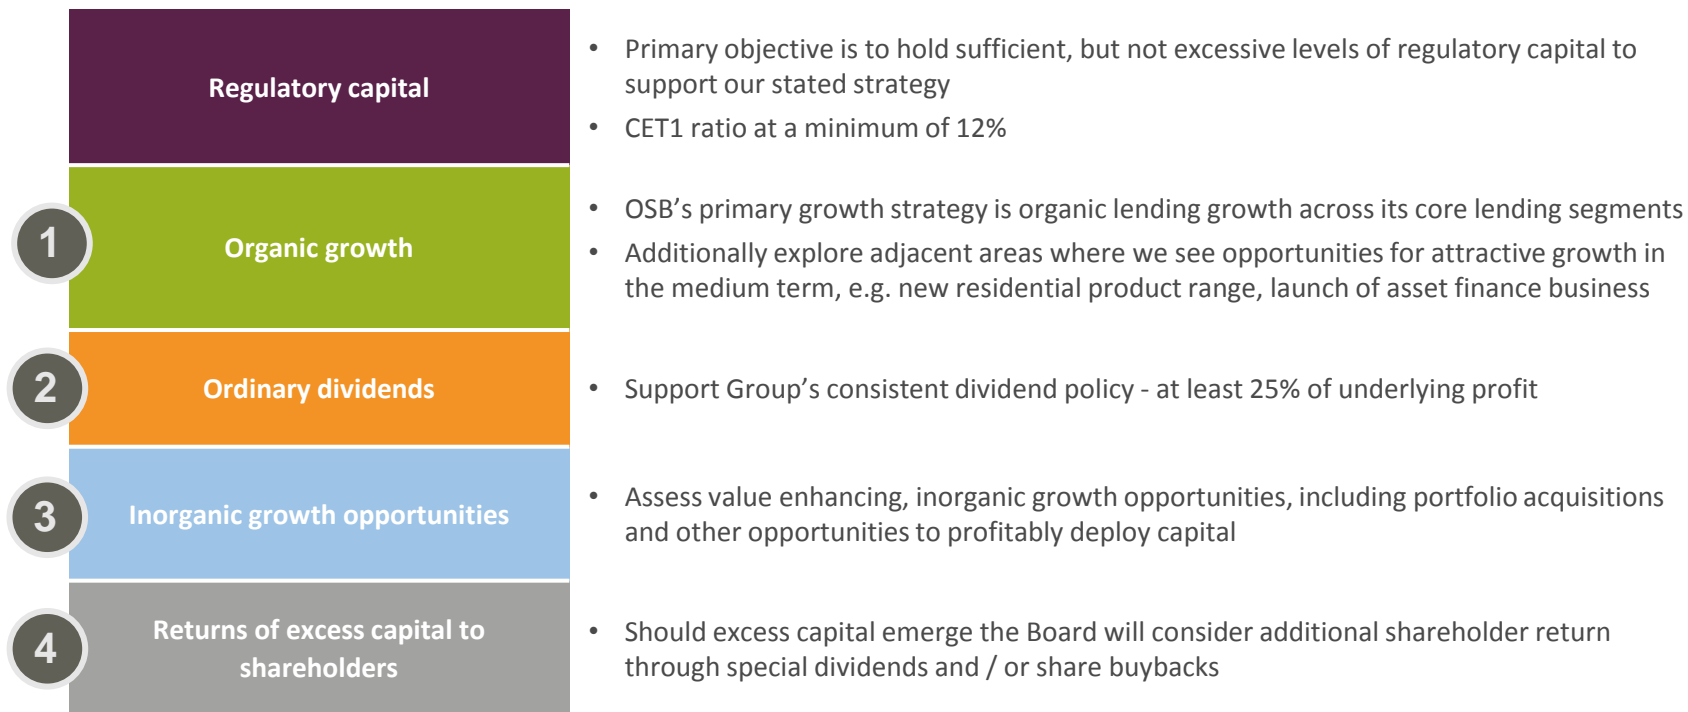 Regulatory capital
• Primary objective is to hold sufficient, but not excessive levels of regulatory capital to
support our stated strategy
• CET1 ratio at a minimum of 12%
1
Organic growth
• OSB’s primary growth strategy is organic lending growth across its core lending segments
• Additionally explore adjacent areas where we see opportunities for attractive growth in
the medium term, e.g. new residential product range, launch of asset finance business
2
Ordinary dividends
• Support Group’s consistent dividend policy - at least 25% of underlying profit
3
Inorganic growth opportunities
• Assess value enhancing, inorganic growth opportunities, including portfolio acquisitions
and other opportunities to profitably deploy capital
4
Returns of excess capital to
shareholders
• Should excess capital emerge the Board will consider additional shareholder return
through special dividends and / or share buybacks